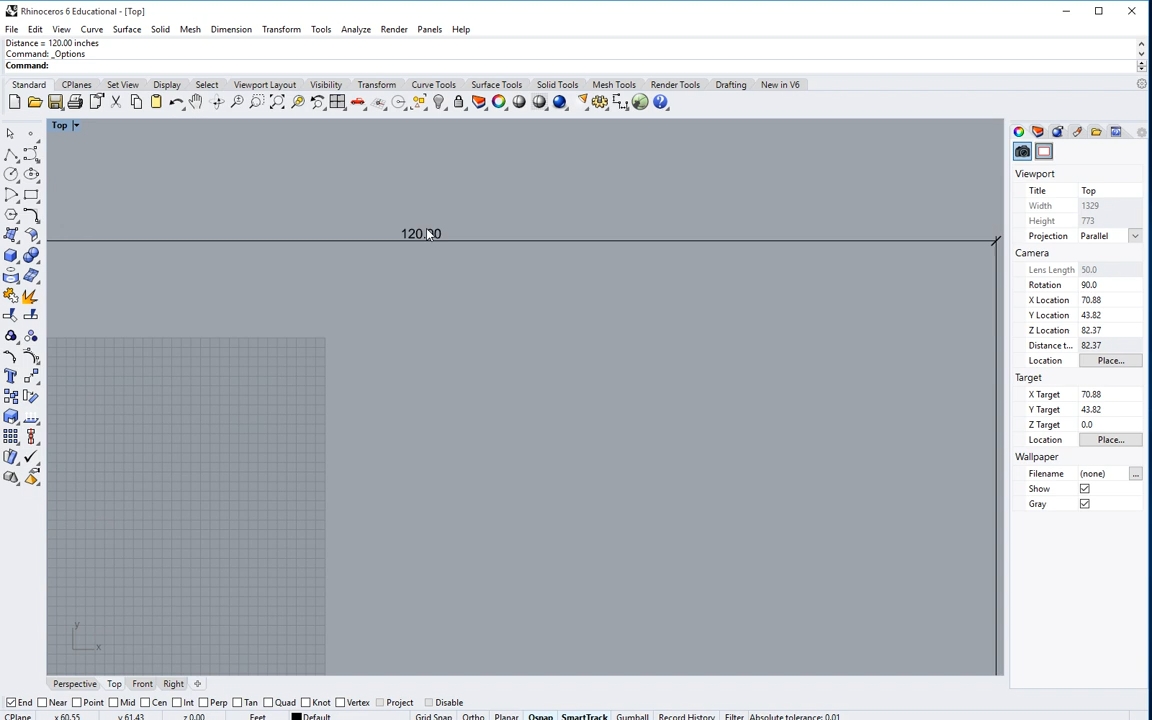 Rhinoceros 6 Educational - [Top]
File Edit View Curve Surface Solid Mesh Dimension Transform Tools Analyze Render Panels Help
Distance = 120.00 inches
Command: _Options
Command:
Standard CPlanes Set View Display Select Viewport Layout Visibility Transform Curve Tools Surface Tools Solid Tools Mesh Tools Render Tools Drafting New in V6
Top
Viewport
Title Top
Width 1329
Height 773
Projection Parallel
120.00
Camera
Lens Length 50.0
Rotation 90.0
X Location 70.88
Y Location 43.82
Z Location 82.37
Distance t... 82.37
Location Place...
Target
X Target 70.88
Y Target 43.82
Z Target 0.0
Location Place...
Wallpaper
Filename (none) ...
Show
Gray
y
x
Perspective Top Front Right
End Near Point Mid Cen Int Perp Tan Quad Knot Vertex Project Disable
CPlane x 60.55 y 61.43 z 0.00 Feet Default Grid Snap Ortho Planar Osnap SmartTrack Gumball Record History Filter Absolute tolerance: 0.01